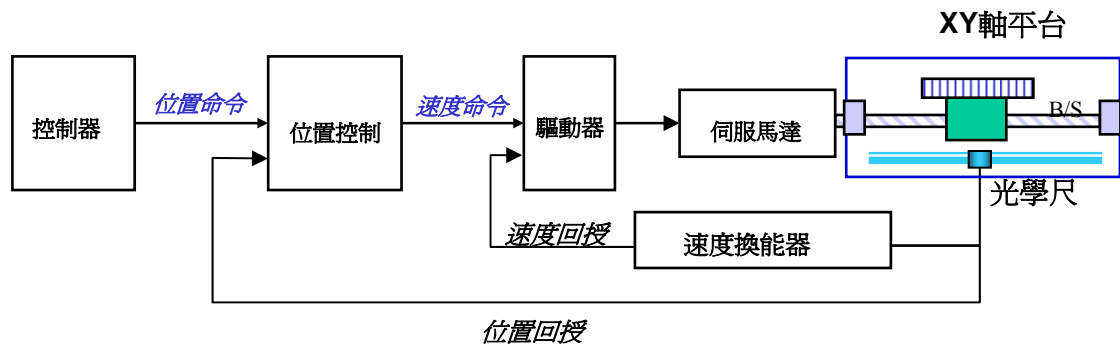 XY軸平台
位置命令
速度命令
控制器
位置控制
驅動器
伺服馬達
B/S
光學尺
速度回授
速度換能器
位置回授